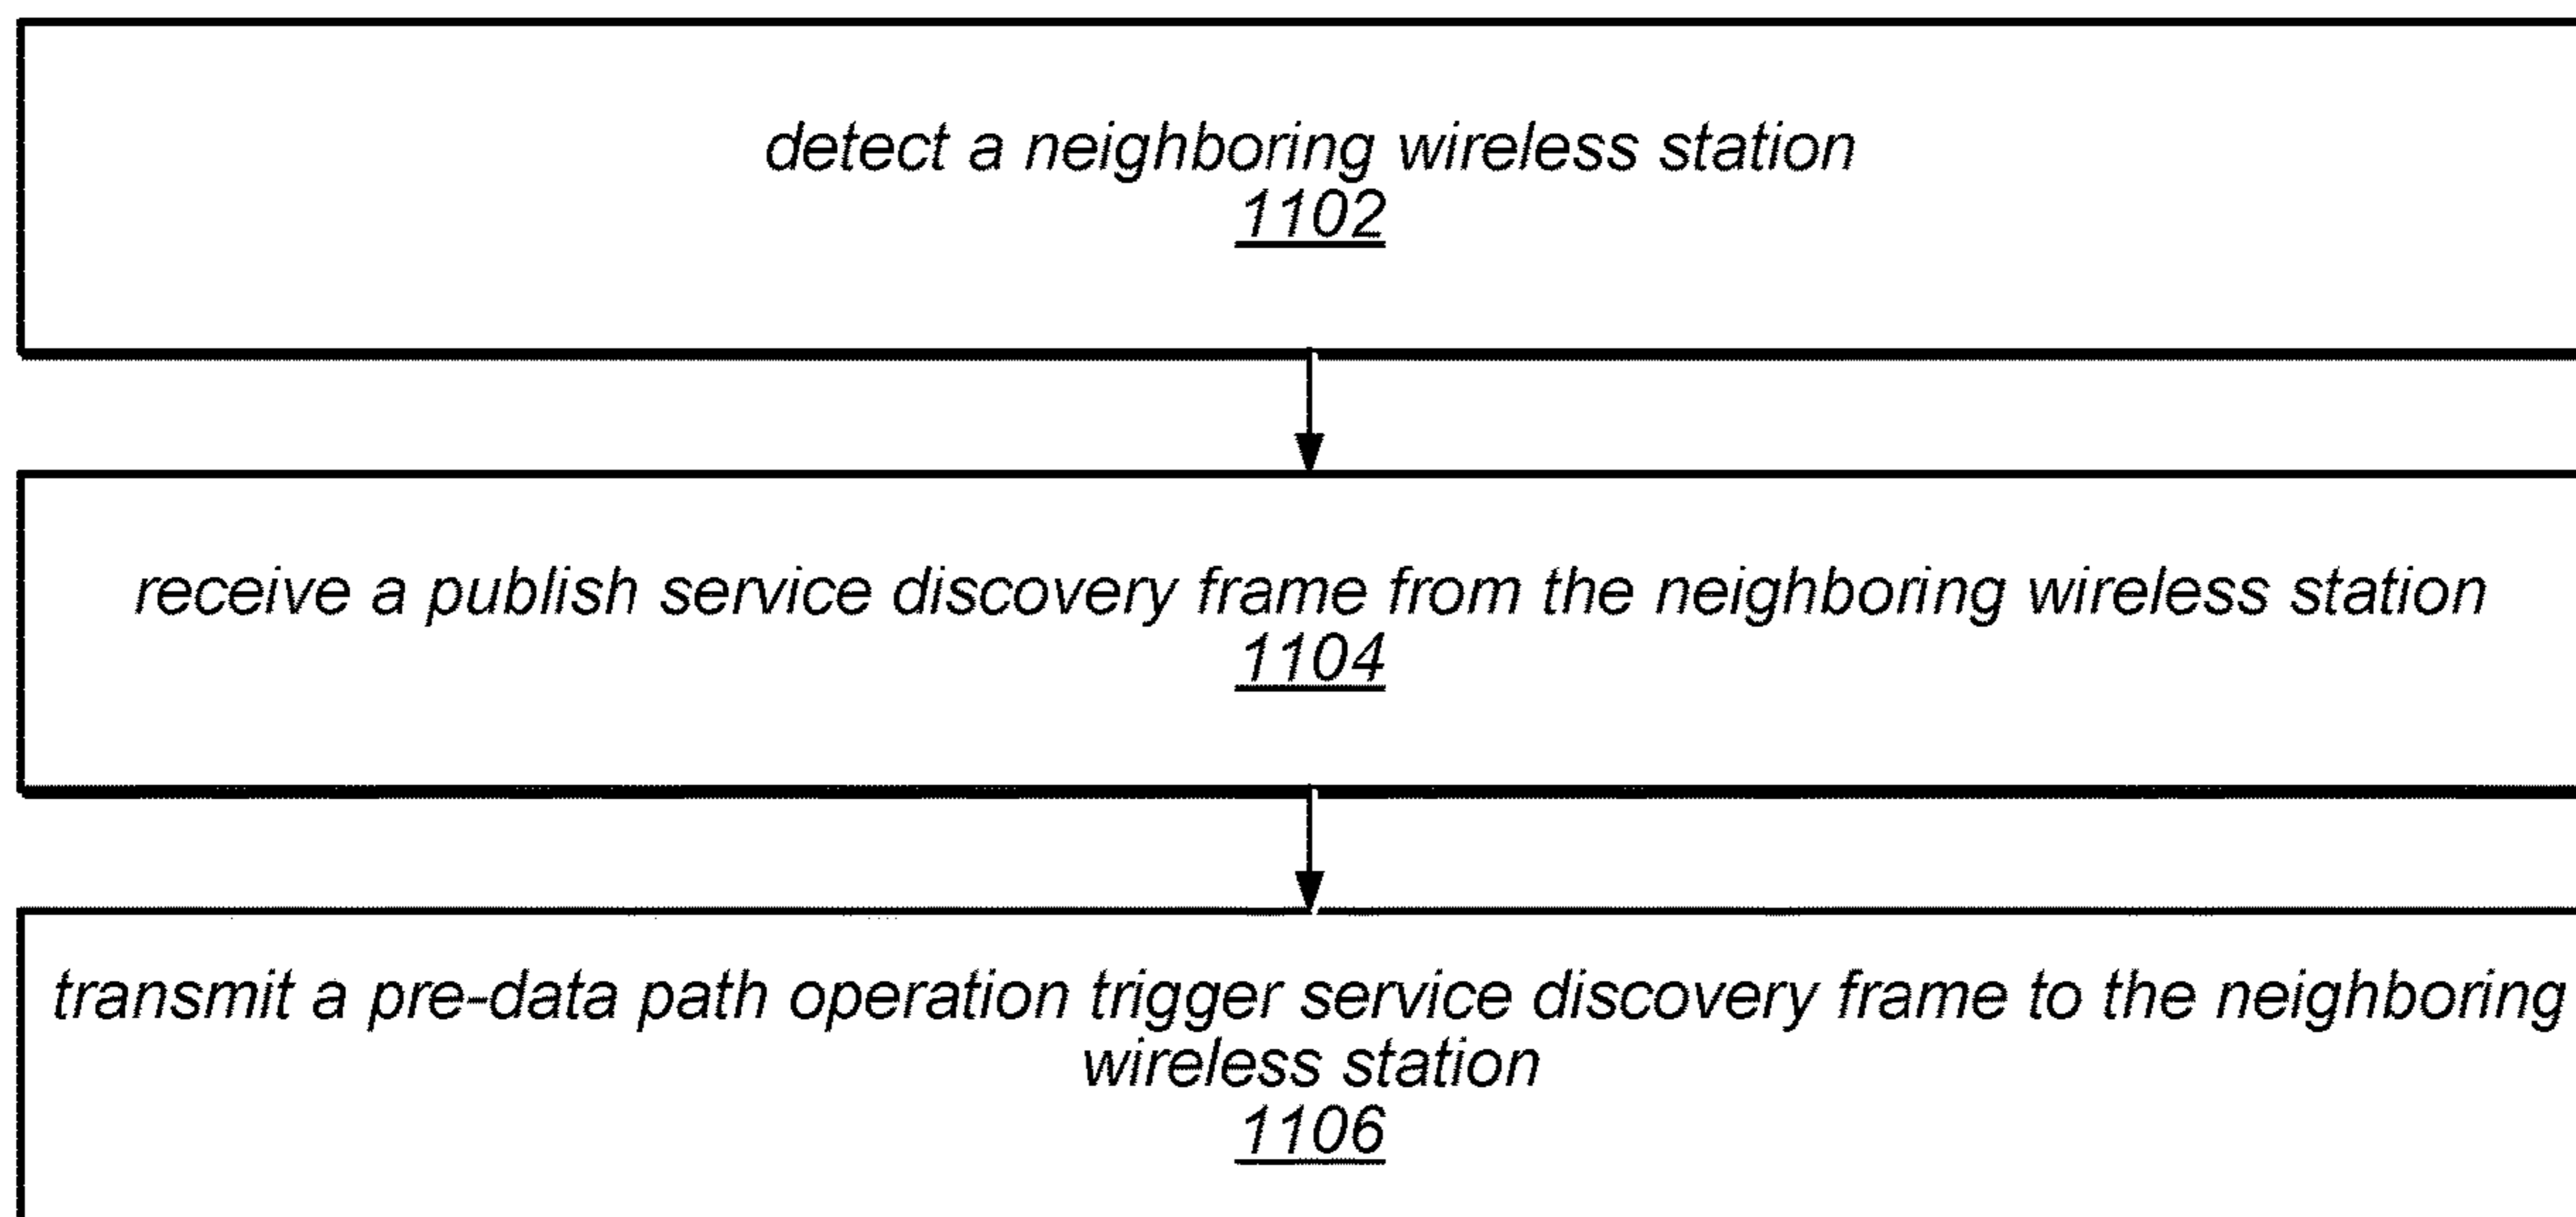 detect a neighboring wireless station
1102
receive a publish service discovery frame from the neighboring wireless station
1104
transmit a pre-data path operation trigger service discovery frame to the neighboring
wireless station
1106